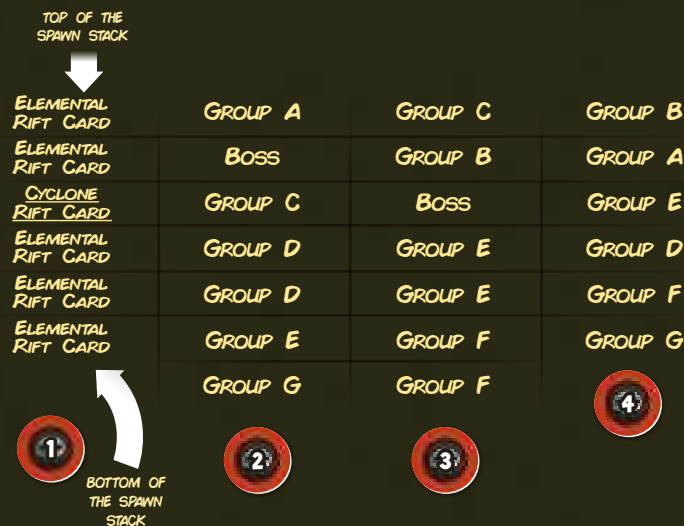 TOP OF THE
SPAWN STACK
ELEMENTAL
RIFT CARD
GROUP A
GROUP C
GROUP B
ELEMENTAL
RIFT CARD
BOSS
GROUP B
GROUP A
CYCLONE
RIFT CARD
GROUP C
BOSS
GROUP E
ELEMENTAL
RIFT CARD
GROUP D
GROUP E
GROUP D
ELEMENTAL
RIFT CARD
GROUP D
GROUP E
GROUP F
ELEMENTAL
RIFT CARD
GROUP E
GROUP F
GROUP G
GROUP G
GROUP F
1
2
3
4
BOTTOM OF
THE SPAWN
STACK